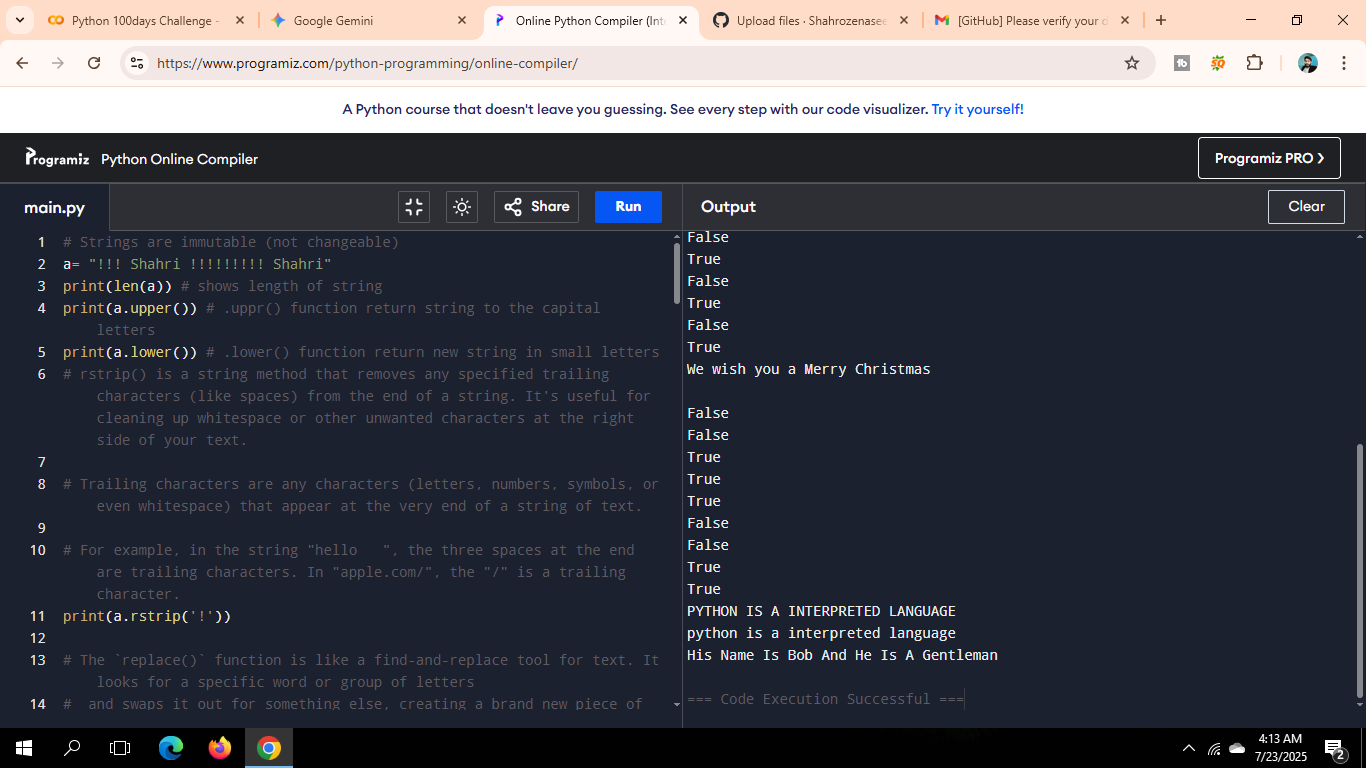 Python 100days Challenge -
Google Gemini
Online Python Compiler (Int
Upload files · Shahrozenase
[GitHub] Please verify your d
https://www.programiz.com/python-programming/online-compiler/
A Python course that doesn't leave you guessing. See every step with our code visualizer. Try it yourself!
Programiz Python Online Compiler
Programiz PRO ❯
main.py
Share
Run
Output
Clear
1 # Strings are immutable (not changeable)
2 a= "!!! Shahri !!!!!!!!! Shahri"
3 print(len(a)) # shows length of string
4 print(a.upper()) # .uppr() function return string to the capital
letters
5 print(a.lower()) # .lower() function return new string in small letters
6 # rstrip() is a string method that removes any specified trailing
characters (like spaces) from the end of a string. It's useful for
cleaning up whitespace or other unwanted characters at the right
side of your text.
7
8 # Trailing characters are any characters (letters, numbers, symbols, or
even whitespace) that appear at the very end of a string of text.
9
10 # For example, in the string "hello   ", the three spaces at the end
are trailing characters. In "apple.com/", the "/" is a trailing
character.
11 print(a.rstrip('!'))
12
13 # The `replace()` function is like a find-and-replace tool for text. It
looks for a specific word or group of letters
14 #  and swaps it out for something else, creating a brand new piece of
False
True
False
True
False
True
We wish you a Merry Christmas
False
False
True
True
True
False
False
True
True
PYTHON IS A INTERPRETED LANGUAGE
python is a interpreted language
His Name Is Bob And He Is A Gentleman
=== Code Execution Successful ===
4:13 AM
7/23/2025
2